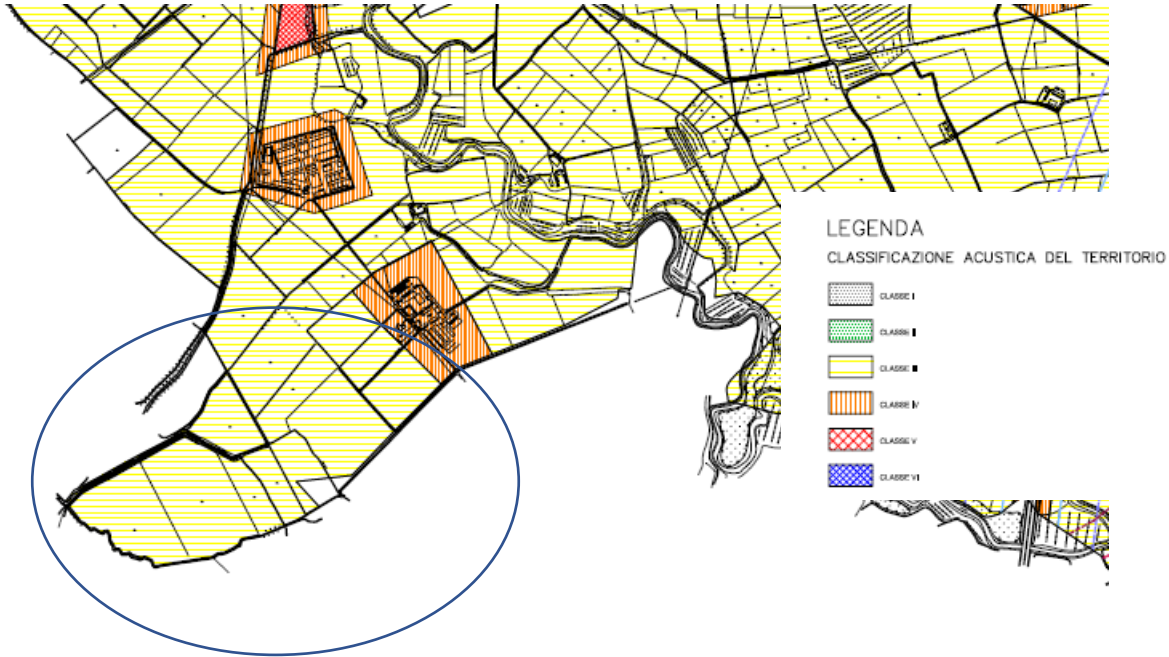 LEGENDA
CLASSIFICAZIONE ACUSTICA DEL TERRITORIO
CLASSE I
CLASSE II
CLASSE III
CLASSE IV
CLASSE V
CLASSE VI